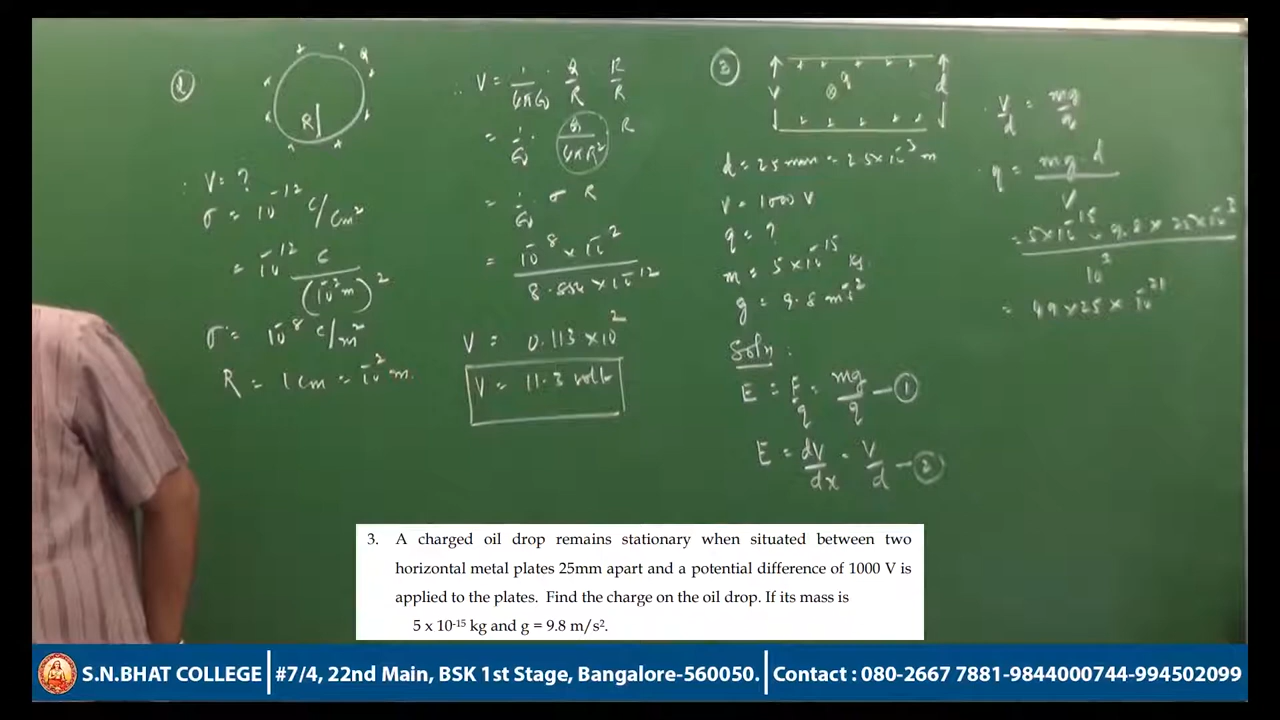 ②
R
Q
∴ V = ?
σ = 10⁻¹² C/cm²
= 10⁻¹² C / (10⁻²m)²
σ = 10⁻⁸ C/m²
R = 1 cm = 10⁻² m.
∴ V = 1/4πε₀ · Q/R · R/R
= 1/ε₀ · Q/4πR² R
= 1/ε₀ σ R
= 10⁻⁸ × 10⁻² / 8.854 × 10⁻¹²
V = 0.113 × 10²
V = 11.3 volt
③
V
q
d
d = 25 mm = 25 × 10⁻³ m
V = 1000 V
q = ?
m = 5 × 10⁻¹⁵ kg.
g = 9.8 ms⁻²
Soln :
E = F/q = mg/q — ①
E = dV/dx = V/d — ②
∴ V/d = mg/q
q = mg·d / V
= 5×10⁻¹⁵ × 9.8 × 25×10⁻³ / 10³
= 49 × 25 × 10⁻²¹
3. A charged oil drop remains stationary when situated between two
horizontal metal plates 25mm apart and a potential difference of 1000 V is
applied to the plates. Find the charge on the oil drop. If its mass is
5 x 10⁻¹⁵ kg and g = 9.8 m/s².
S.N.BHAT COLLEGE | #7/4, 22nd Main, BSK 1st Stage, Bangalore-560050. | Contact : 080-2667 7881-9844000744-994502099